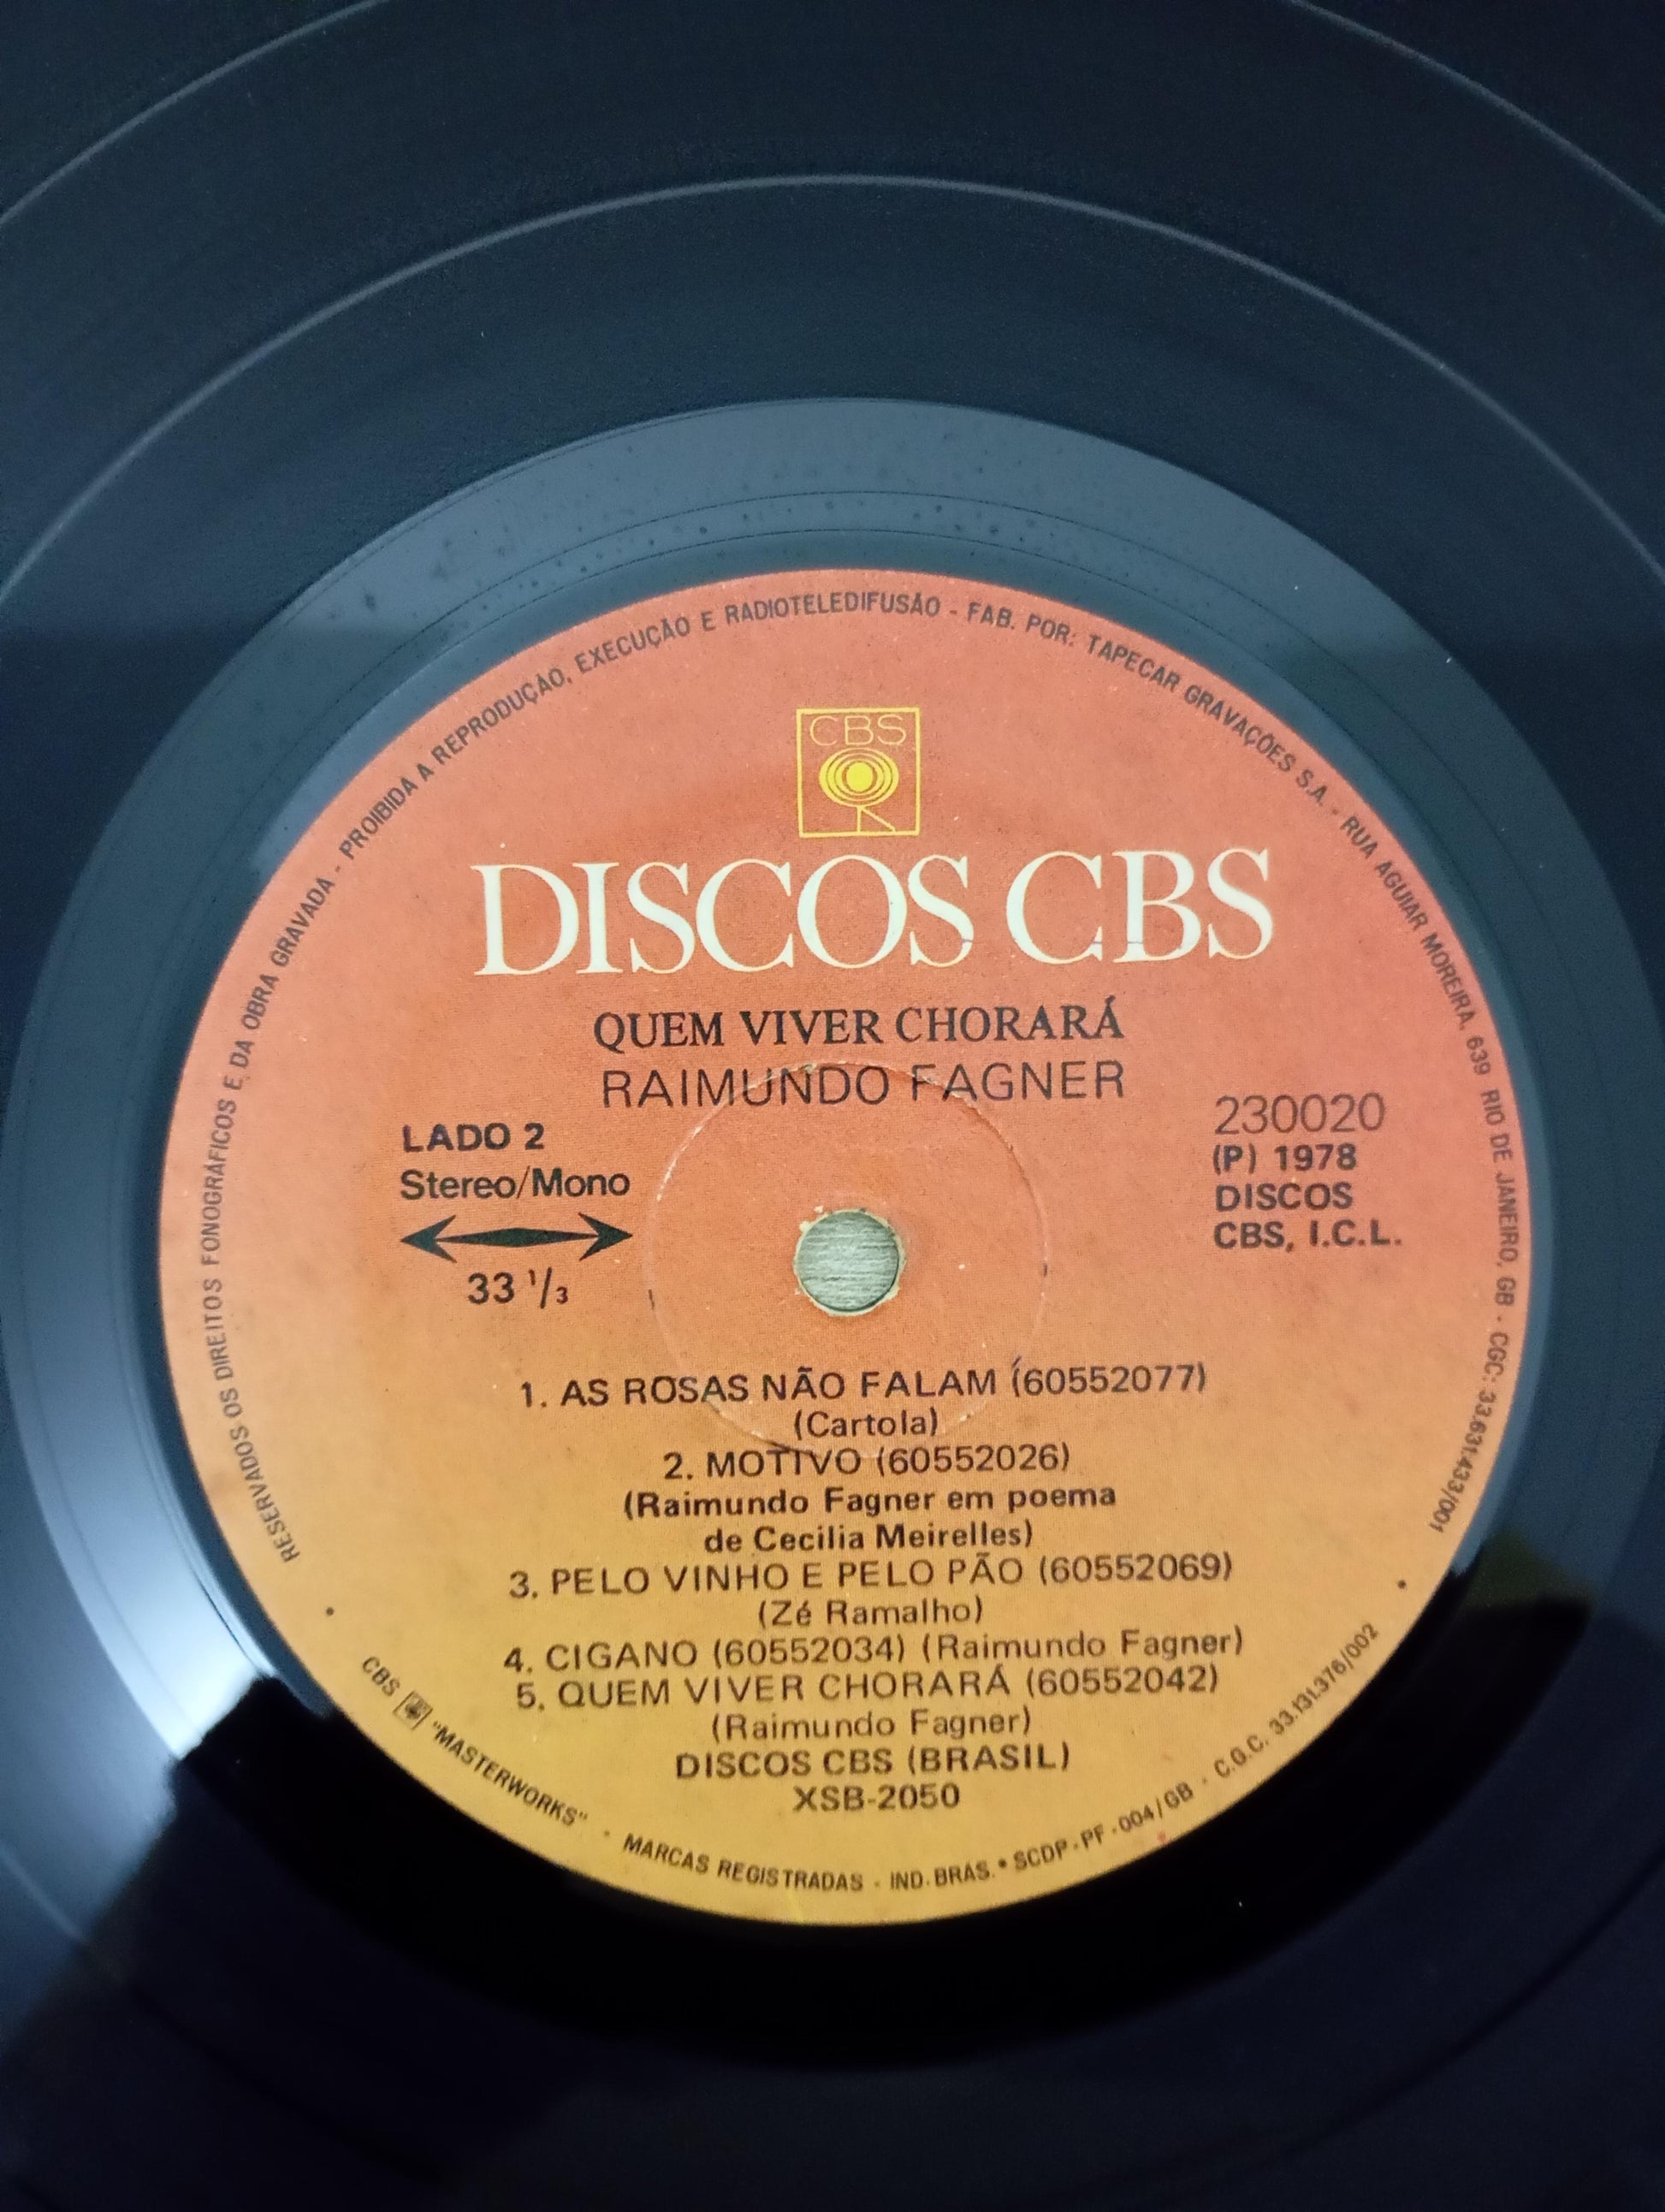 RESERVADOS OS DIREITOS FONOGRÁFICOS E DA OBRA GRAVADA - PROIBIDA A REPRODUÇÃO, EXECUÇÃO E RADIOTELEDIFUSÃO - FAB. POR: TAPECAR GRAVAÇÕES S.A. - RUA AGUIAR MOREIRA, 639 RIO DE JANEIRO, GB - CGC: 33.631.433/001
CBS
DISCOS CBS
QUEM VIVER CHORARÁ
RAIMUNDO FAGNER
LADO 2
Stereo/Mono
33 1/3
230020
(P) 1978
DISCOS
CBS, I.C.L.
1. AS ROSAS NÃO FALAM (60552077)
(Cartola)
2. MOTIVO (60552026)
(Raimundo Fagner em poema
de Cecilia Meirelles)
3. PELO VINHO E PELO PÃO (60552069)
(Zé Ramalho)
4. CIGANO (60552034) (Raimundo Fagner)
5. QUEM VIVER CHORARÁ (60552042)
(Raimundo Fagner)
DISCOS CBS (BRASIL)
XSB-2050
CBS "MASTERWORKS" - MARCAS REGISTRADAS - IND. BRAS. • SCDP - PF - 004/GB - C.G.C. 33.131.376/002